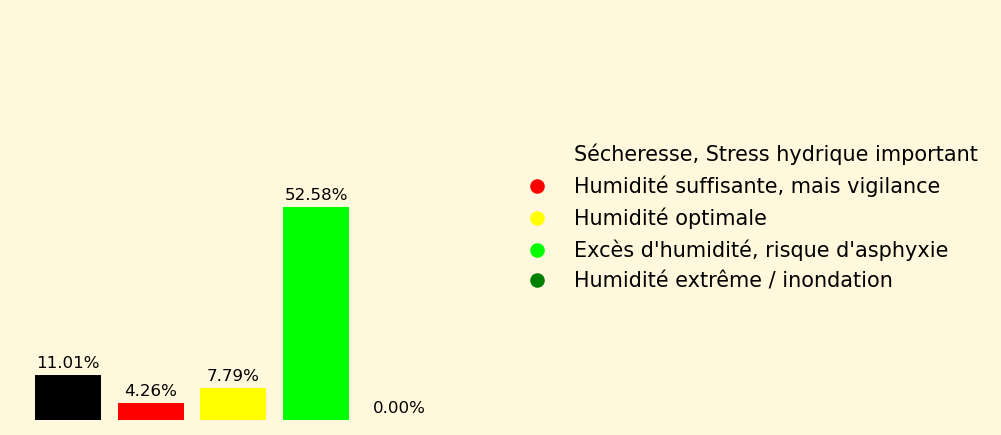 Sécheresse, Stress hydrique important
Humidité suffisante, mais vigilance
Humidité optimale
Excès d'humidité, risque d'asphyxie
Humidité extrême / inondation
52.58%
11.01%
7.79%
4.26%
0.00%